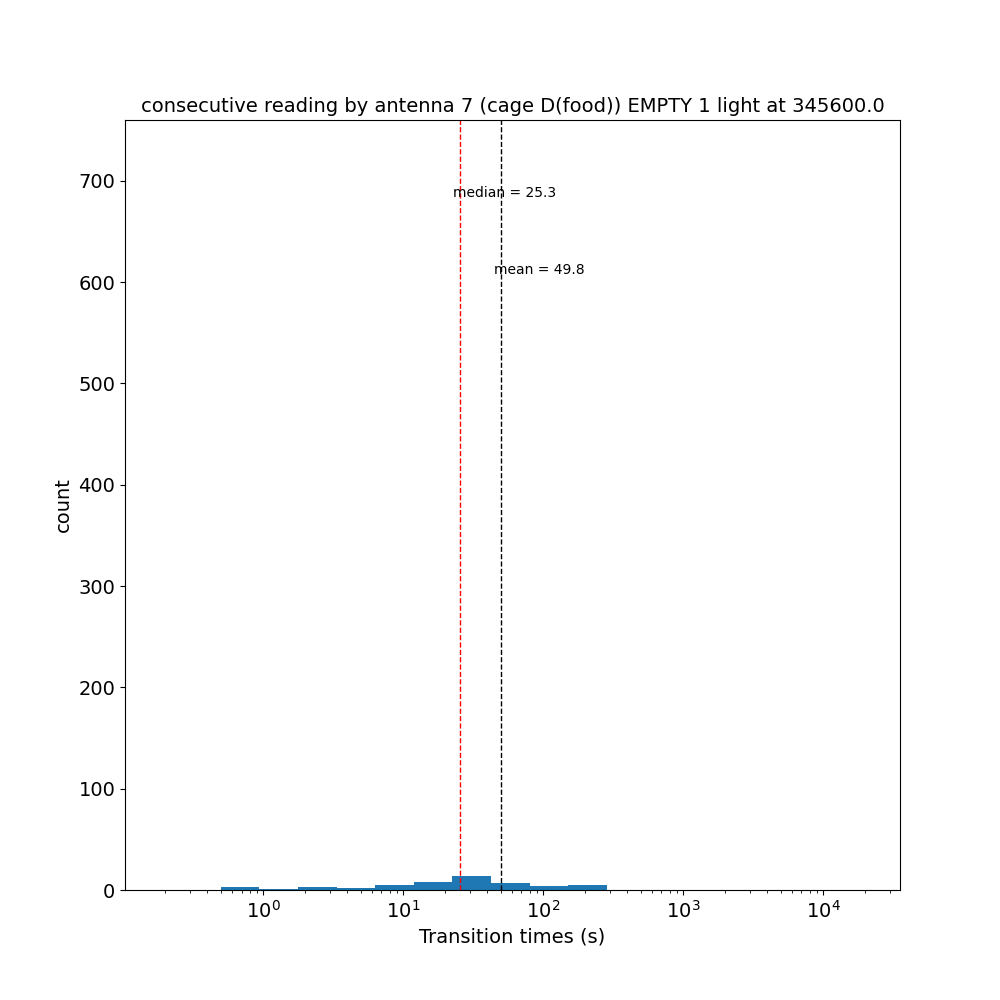 consecutive reading by antenna 7 (cage D(food)) EMPTY 1 light at 345600.0
700
median = 25.3
mean = 49.8
600
500
400
300
200
100
0
count
10^0 10^1 10^2 10^3 10^4
Transition times (s)